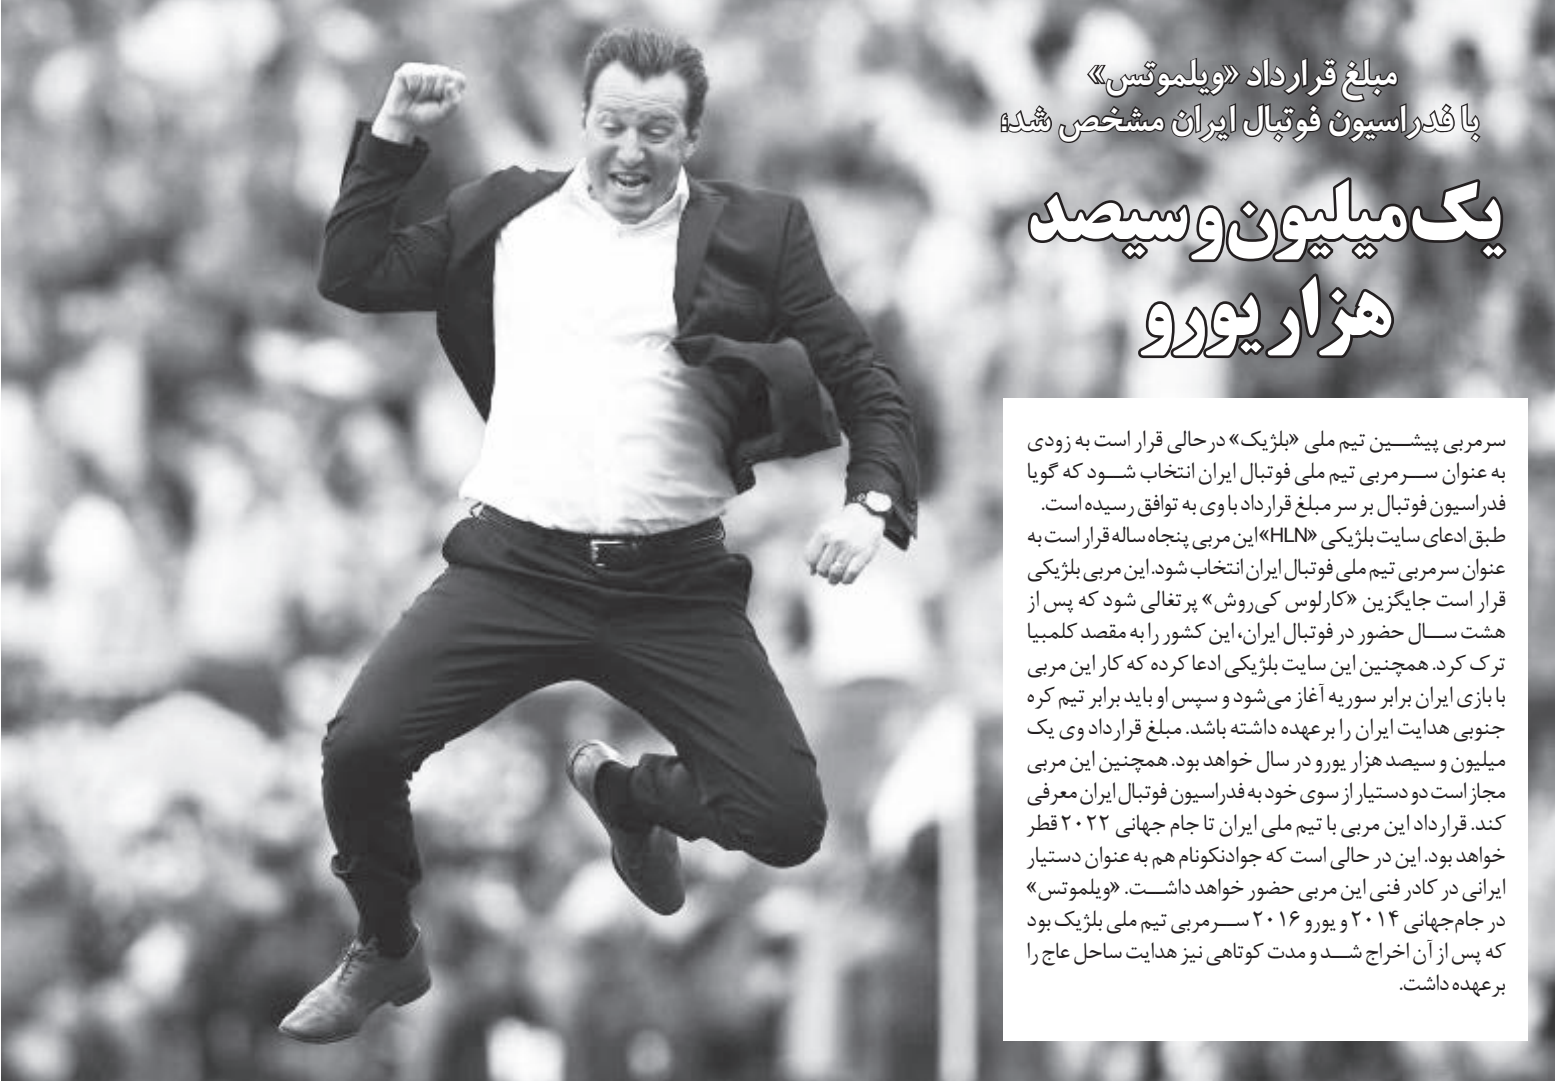 مبلغ قرارداد «ویلموتس»
با فدراسیون فوتبال ایران مشخص شد؛
یک میلیون و سیصد
هزار یورو
سرمربی پیشـــین تیم ملی «بلژیک» درحالی قرار است به زودی
به عنوان ســـرمربی تیم ملی فوتبال ایران انتخاب شـــود که گویا
فدراسیون فوتبال بر سر مبلغ قرارداد با وی به توافق رسیده است.
طبق ادعای سایت بلژیکی «HLN»این مربی پنجاه ساله قرار است به
عنوان سرمربی تیم ملی فوتبال ایران انتخاب شود. این مربی بلژیکی
قرار است جایگزین «کارلوس کی‌روش» پرتغالی شود که پس از
هشت ســـال حضور در فوتبال ایران، این کشور را به مقصد کلمبیا
ترک کرد. همچنین این سایت بلژیکی ادعا کرده که کار این مربی
با بازی ایران برابر سوریه آغاز می‌شود و سپس او باید برابر تیم کره
جنوبی هدایت ایران را برعهده داشته باشد. مبلغ قرارداد وی یک
میلیون و سیصد هزار یورو در سال خواهد بود. همچنین این مربی
مجاز است دو دستیار از سوی خود به فدراسیون فوتبال ایران معرفی
کند. قرارداد این مربی با تیم ملی ایران تا جام جهانی ۲۰۲۲ قطر
خواهد بود. این در حالی است که جوادنکونام هم به عنوان دستیار
ایرانی در کادر فنی این مربی حضور خواهد داشـــت. «ویلموتس»
در جام‌جهانی ۲۰۱۴ و یورو ۲۰۱۶ ســـرمربی تیم ملی بلژیک بود
که پس از آن اخراج شـــد و مدت کوتاهی نیز هدایت ساحل عاج را
برعهده داشت.